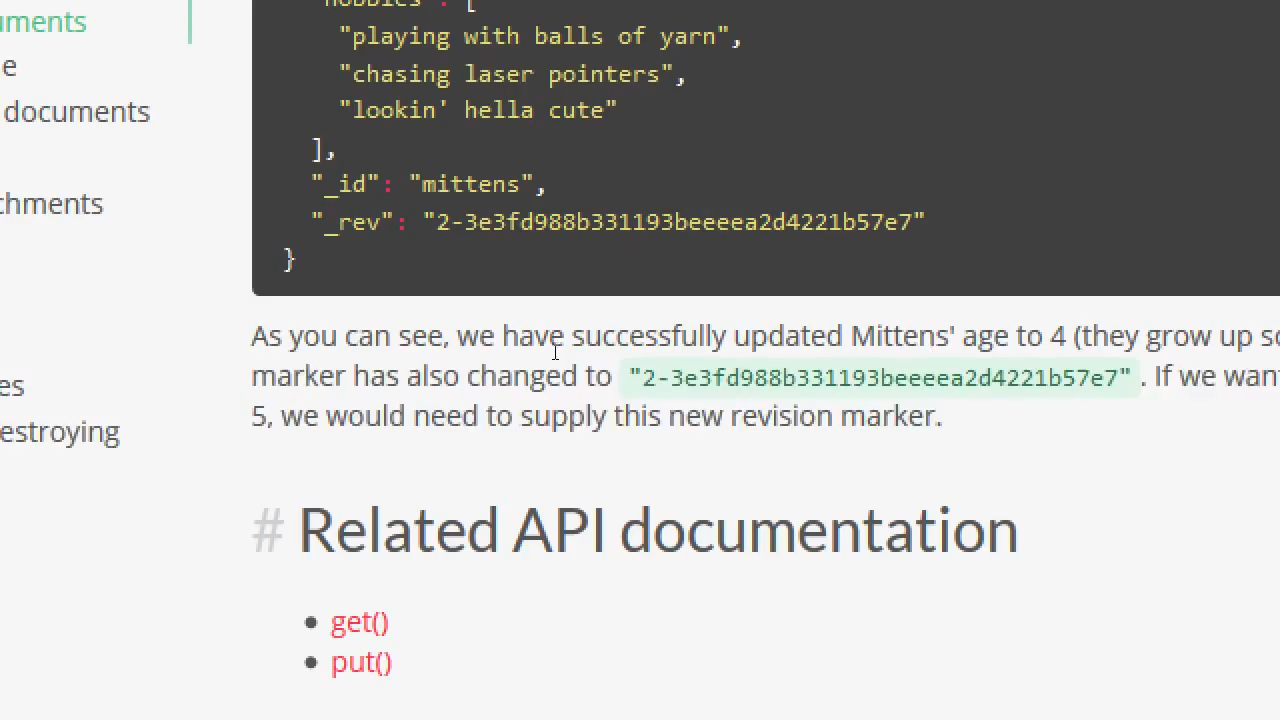 uments
e
documents
chments
es
estroying
"hobbies": [
"playing with balls of yarn",
"chasing laser pointers",
"lookin' hella cute"
],
"_id": "mittens",
"_rev": "2-3e3fd988b331193beeeea2d4221b57e7"
}
As you can see, we have successfully updated Mittens' age to 4 (they grow up so
marker has also changed to "2-3e3fd988b331193beeeea2d4221b57e7". If we want
5, we would need to supply this new revision marker.
# Related API documentation
• get()
• put()